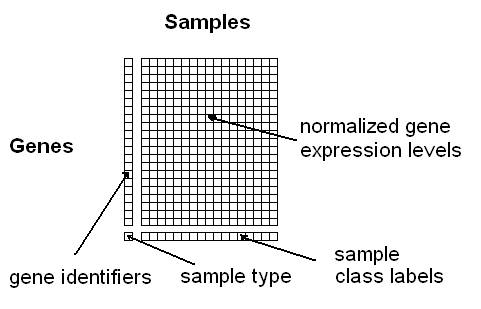 Samples
Genes
normalized gene
expression levels
gene identifiers
sample type
sample
class labels